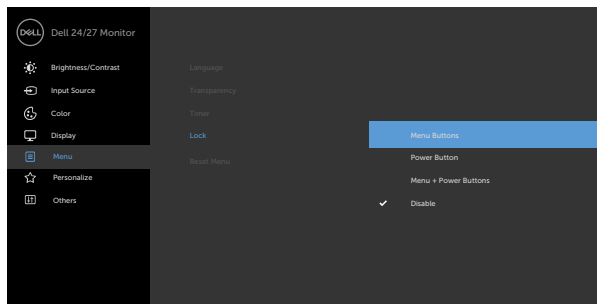 DELL
Dell 24/27 Monitor
Brightness/Contrast
Input Source
Color
Display
Menu
Personalize
Others
Language
Transparency
Timer
Lock
Reset Menu
Menu Buttons
Power Button
Menu + Power Buttons
Disable